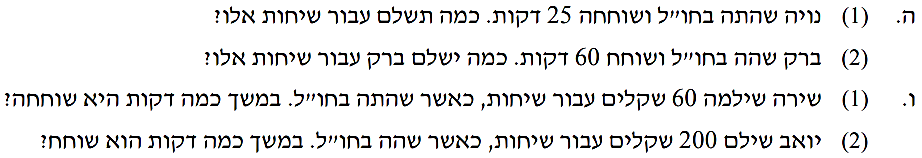 ה. (1) נויה שהתה בחו״ל ושוחחה 25 דקות. כמה תשלם עבור שיחות אלו?
(2) ברק שהה בחו״ל ושוחח 60 דקות. כמה ישלם ברק עבור שיחות אלו?
ו. (1) שירה שילמה 60 שקלים עבור שיחות, כאשר שהתה בחו״ל. במשך כמה דקות היא שוחחה?
(2) יואב שילם 200 שקלים עבור שיחות, כאשר שהה בחו״ל. במשך כמה דקות הוא שוחח?